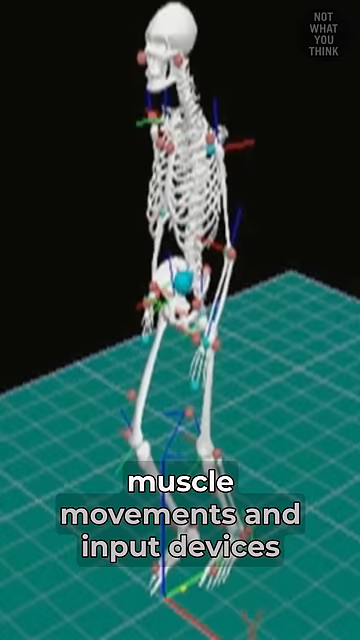 NOT
WHAT
YOU
THINK
muscle
movements and
input devices